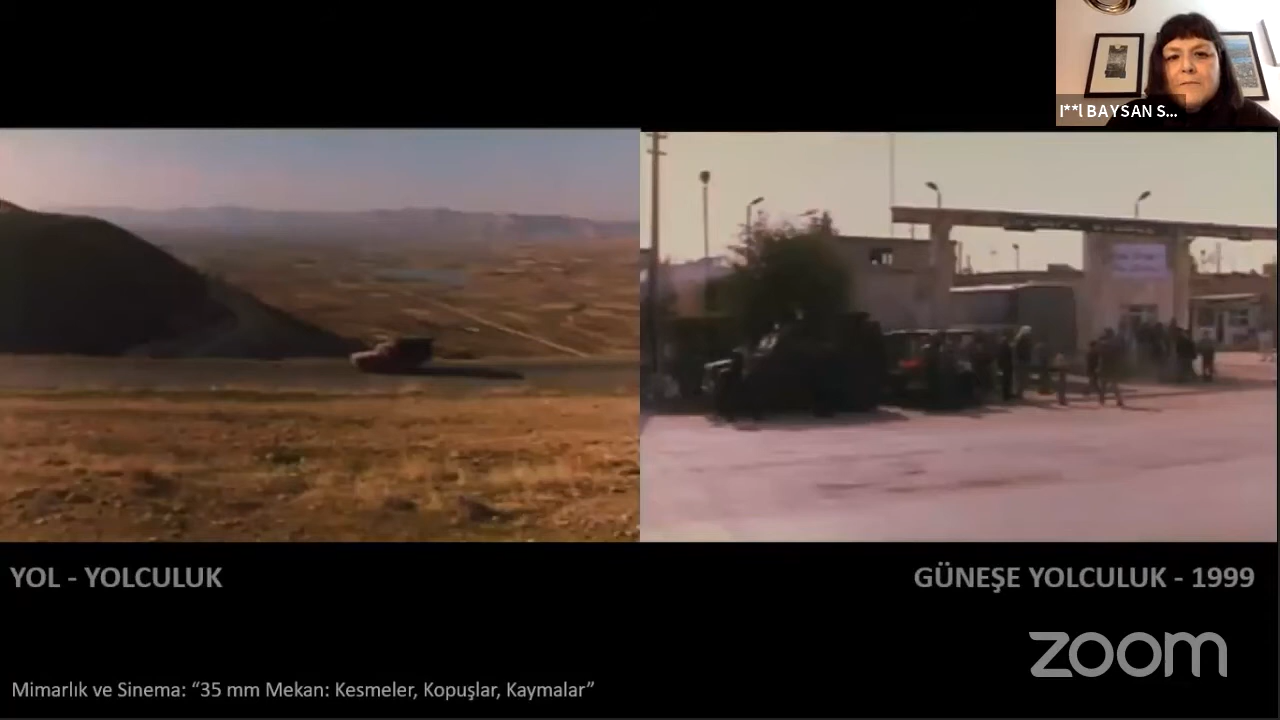 I**l BAYSAN S...
YOL - YOLCULUK
GÜNEŞE YOLCULUK - 1999
zoom
Mimarlık ve Sinema: “35 mm Mekan: Kesmeler, Kopuşlar, Kaymalar”